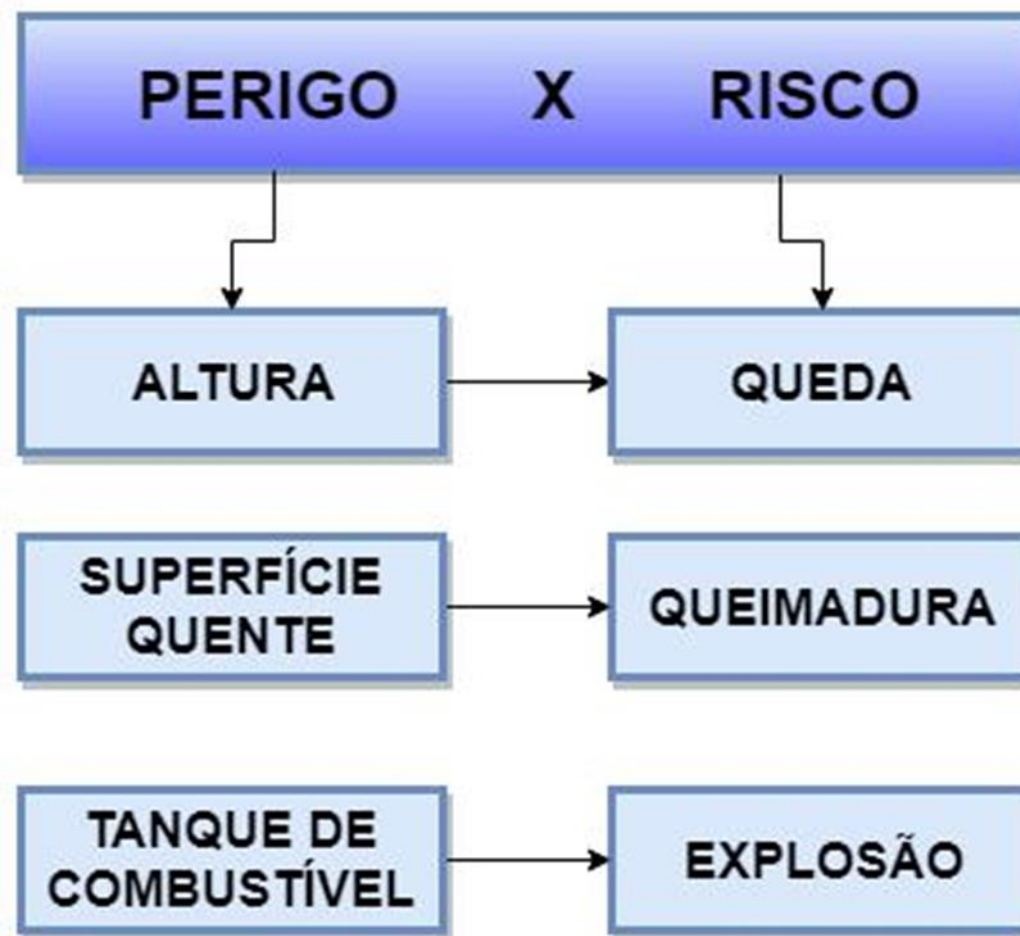 PERIGO X RISCO
ALTURA
QUEDA
SUPERFÍCIE
QUENTE
QUEIMADURA
TANQUE DE
COMBUSTÍVEL
EXPLOSÃO